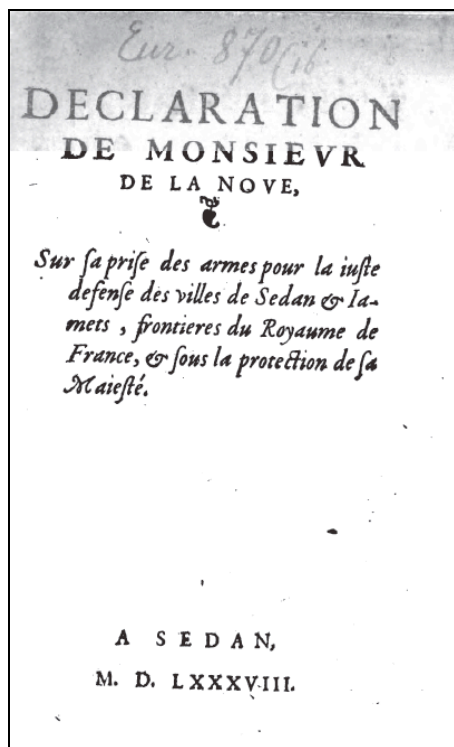 Eur. 870/16
DECLARATION
DE MONSIEVR
DE LA NOVE,
Sur ſa priſe des armes pour la iuſte
defenſe des villes de Sedan & Ia-
mets, frontieres du Royaume de
France, & ſous la protection de ſa
Maieſté.
A SEDAN,
M. D. LXXXVIII.